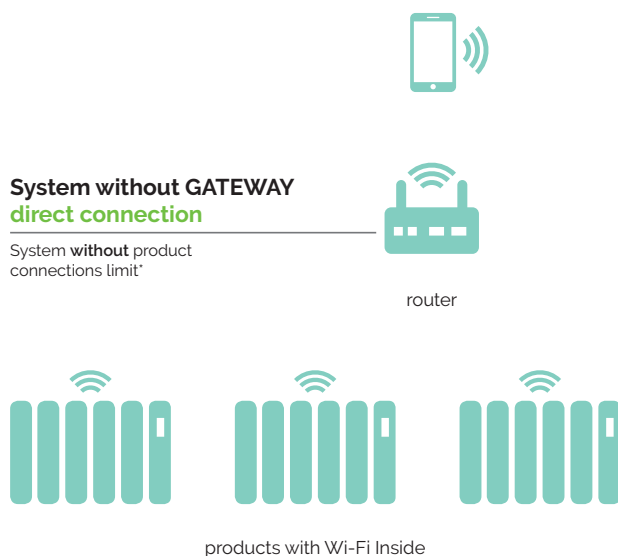 System without GATEWAY
direct connection
System without product
connections limit*
router
products with Wi-Fi Inside